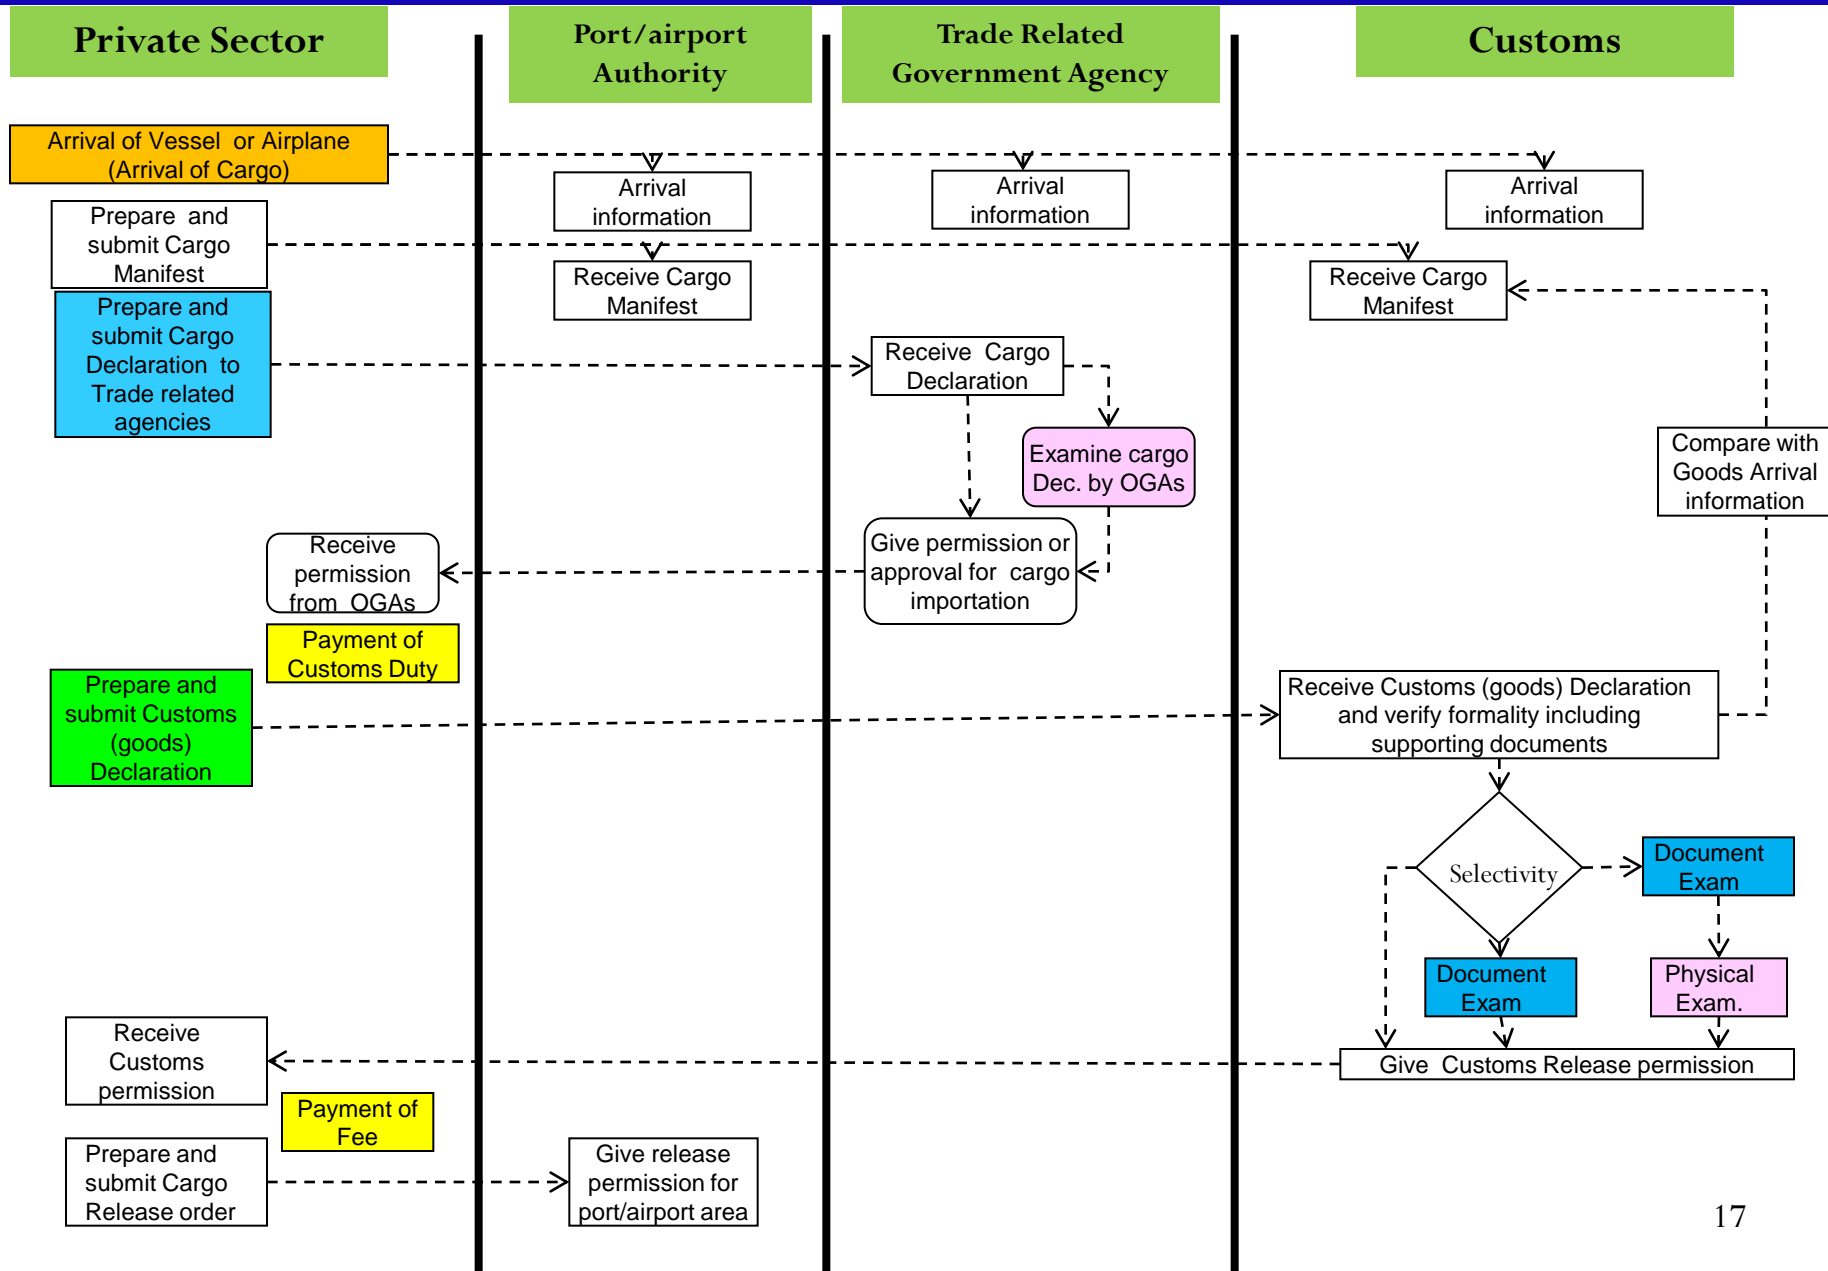 Private Sector
Port/airport
Authority
Trade Related
Government Agency
Customs
Arrival of Vessel or Airplane
(Arrival of Cargo)
Arrival
information
Arrival
information
Arrival
information
Prepare and
submit Cargo
Manifest
Receive Cargo
Manifest
Receive Cargo
Manifest
Prepare and
submit Cargo
Declaration to
Trade related
agencies
Receive Cargo
Declaration
Examine cargo
Dec. by OGAs
Compare with
Goods Arrival
information
Receive
permission
from OGAs
Give permission or
approval for cargo
importation
Payment of
Customs Duty
Prepare and
submit Customs
(goods)
Declaration
Receive Customs (goods) Declaration
and verify formality including
supporting documents
Selectivity
Document
Exam
Document
Exam
Physical
Exam.
Receive
Customs
permission
Give Customs Release permission
Payment of
Fee
Prepare and
submit Cargo
Release order
Give release
permission for
port/airport area
17